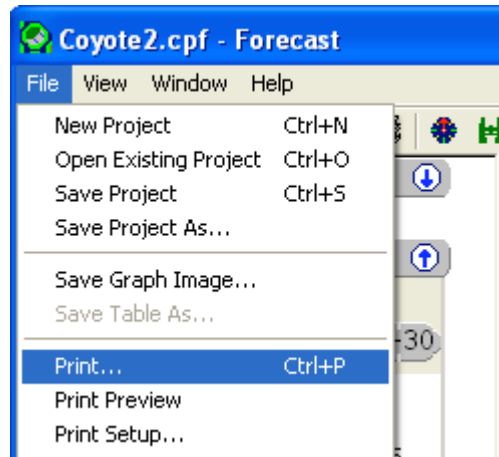 Coyote2.cpf - Forecast
File View Window Help
New Project Ctrl+N
Open Existing Project Ctrl+O
Save Project Ctrl+S
Save Project As...
Save Graph Image...
Save Table As...
-30
Print... Ctrl+P
Print Preview
Print Setup...